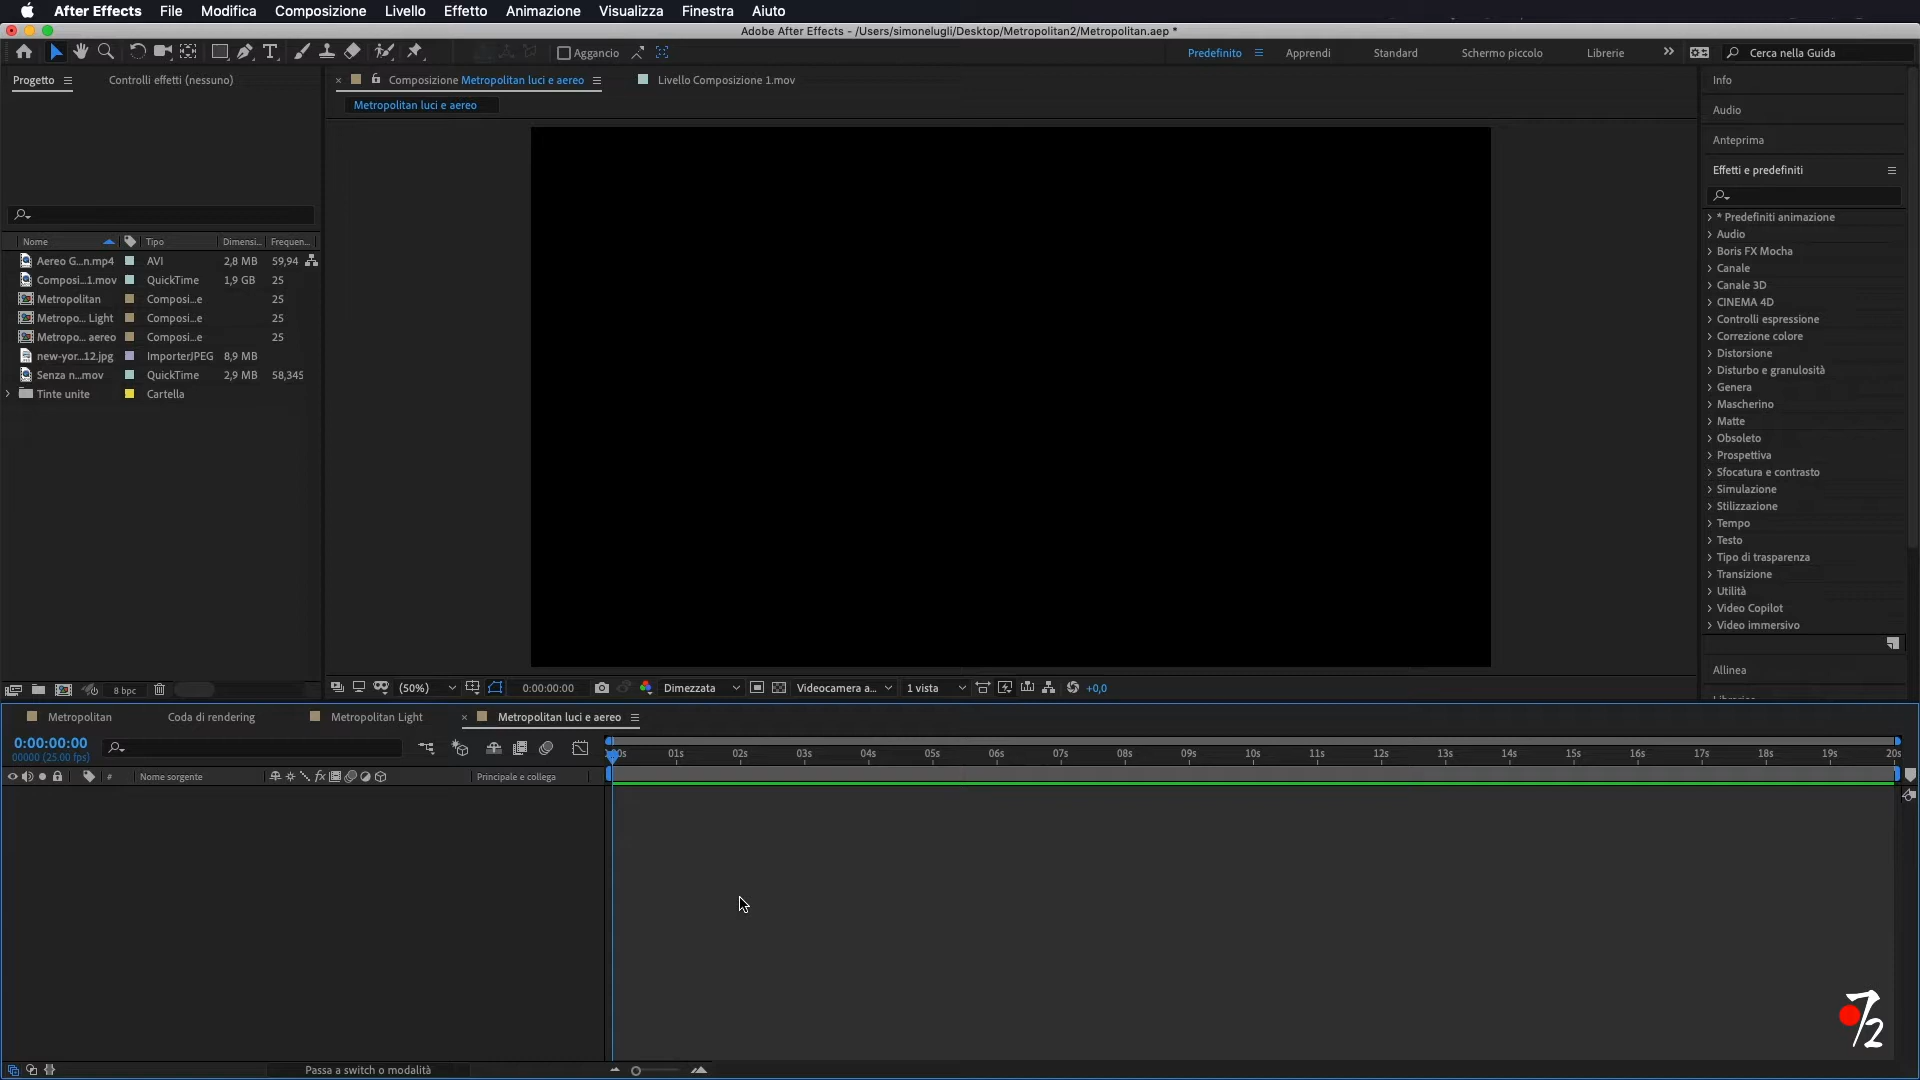 After Effects File Modifica Composizione Livello Effetto Animazione Visualizza Finestra Aiuto
Adobe After Effects - /Users/simonelugli/Desktop/Metropolitan2/Metropolitan.aep *
Aggancio
Predefinito Apprendi Standard Schermo piccolo Librerie Cerca nella Guida
Progetto Controlli effetti (nessuno)
Composizione Metropolitan luci e aereo Livello Composizione 1.mov
Metropolitan luci e aereo
Nome Tipo Dimensi... Frequen...
Aereo G...n.mp4 AVI 2,8 MB 59,94
Composi...1.mov QuickTime 1,9 GB 25
Metropolitan Composi...e 25
Metropo... Light Composi...e 25
Metropo... aereo Composi...e 25
new-yor...12.jpg ImporterJPEG 8,9 MB
Senza n...mov QuickTime 2,9 MB 58,345
Tinte unite Cartella
8 bpc
(50%) 0:00:00:00 Dimezzata Videocamera a... 1 vista +0,0
Info
Audio
Anteprima
Effetti e predefiniti
* Predefiniti animazione
Audio
Boris FX Mocha
Canale
Canale 3D
CINEMA 4D
Controlli espressione
Correzione colore
Distorsione
Disturbo e granulosità
Genera
Mascherino
Matte
Obsoleto
Prospettiva
Sfocatura e contrasto
Simulazione
Stilizzazione
Tempo
Testo
Tipo di trasparenza
Transizione
Utilità
Video Copilot
Video immersivo
Allinea
Metropolitan Coda di rendering Metropolitan Light Metropolitan luci e aereo
0:00:00:00
00000 (25.00 fps)
01s 02s 03s 04s 05s 06s 07s 08s 09s 10s 11s 12s 13s 14s 15s 16s 17s 18s 19s 20s
# Nome sorgente fx Principale e collega
7/2
Passa a switch o modalità